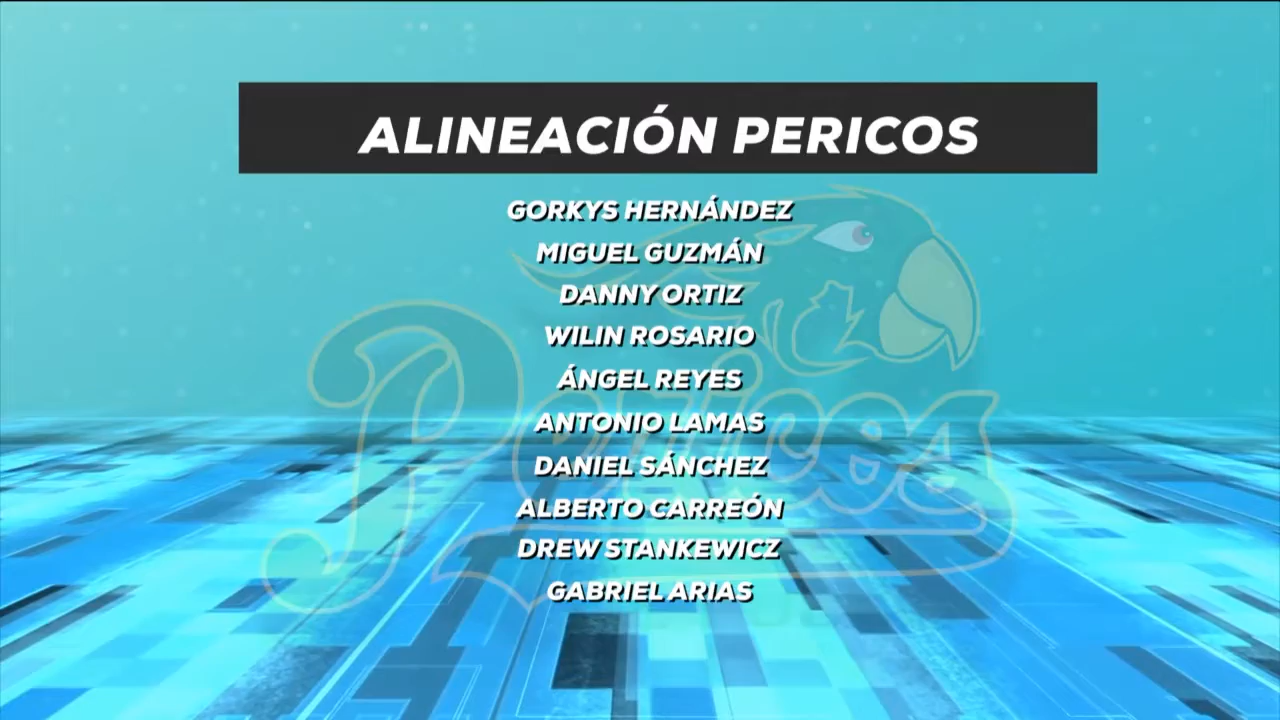 ALINEACIÓN PERICOS
GORKYS HERNÁNDEZ
MIGUEL GUZMÁN
DANNY ORTIZ
WILIN ROSARIO
ÁNGEL REYES
ANTONIO LAMAS
DANIEL SÁNCHEZ
ALBERTO CARREÓN
DREW STANKEWICZ
GABRIEL ARIAS
Pericos